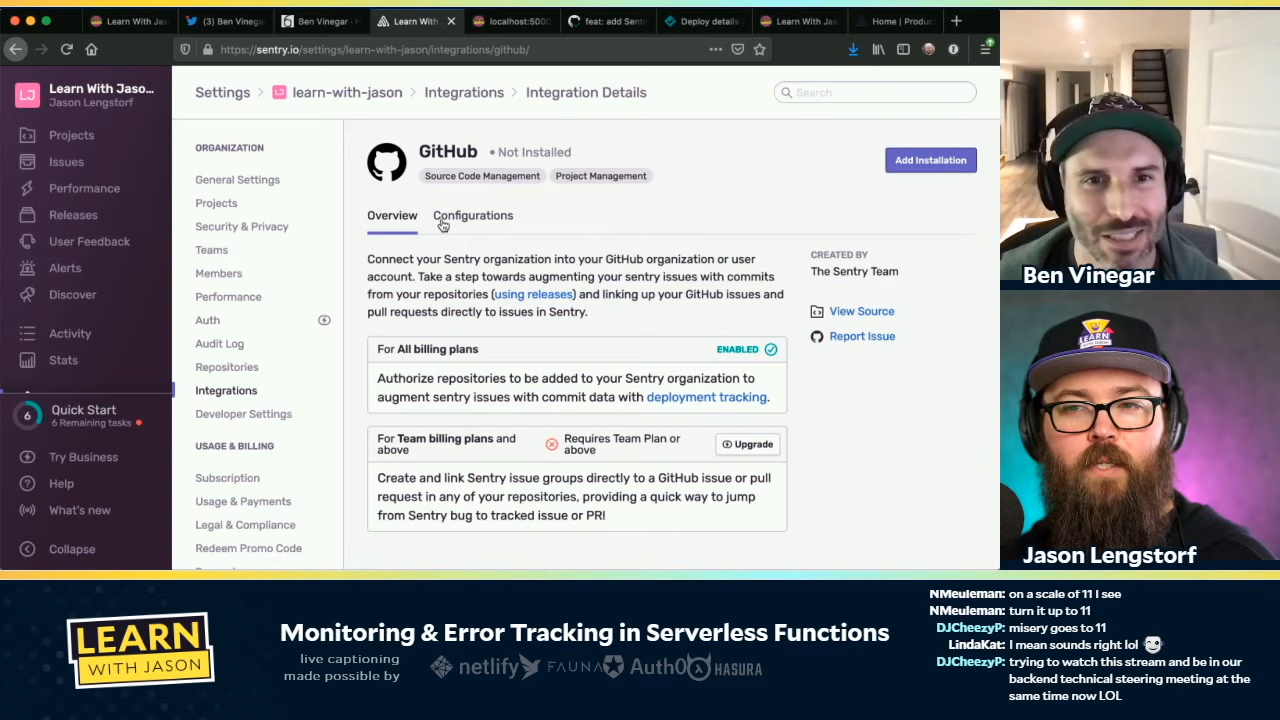 Learn With Jas
(3) Ben Vinega
Ben Vinegar - H
Learn With
localhost:5000
feat: add Sent
Deploy details
Learn With Jas
Home | Produc
https://sentry.io/settings/learn-with-jason/integrations/github/
LJ
Learn With Jaso...
Jason Lengstorf
Projects
Issues
Performance
Releases
User Feedback
Alerts
Discover
Activity
Stats
6
Quick Start
6 Remaining tasks
Try Business
Help
What's new
Collapse
Settings > LJ learn-with-jason > Integrations > Integration Details
Search
ORGANIZATION
General Settings
Projects
Security & Privacy
Teams
Members
Performance
Auth
Audit Log
Repositories
Integrations
Developer Settings
USAGE & BILLING
Subscription
Usage & Payments
Legal & Compliance
Redeem Promo Code
GitHub • Not Installed
Source Code Management Project Management
Add Installation
Overview Configurations
Connect your Sentry organization into your GitHub organization or user
account. Take a step towards augmenting your sentry issues with commits
from your repositories (using releases) and linking up your GitHub issues and
pull requests directly to issues in Sentry.
For All billing plans ENABLED
Authorize repositories to be added to your Sentry organization to
augment sentry issues with commit data with deployment tracking.
For Team billing plans and
above
Requires Team Plan or
above
Upgrade
Create and link Sentry issue groups directly to a GitHub issue or pull
request in any of your repositories, providing a quick way to jump
from Sentry bug to tracked issue or PR!
CREATED BY
The Sentry Team
View Source
Report Issue
Ben Vinegar
LEARN
Jason Lengstorf
LEARN
WITH JASON
Monitoring & Error Tracking in Serverless Functions
live captioning
made possible by
netlify
FAUNA
Auth0
HASURA
NMeuleman: on a scale of 11 I see
NMeuleman: turn it up to 11
DJCheezyP: misery goes to 11
LindaKat: I mean sounds right lol
DJCheezyP: trying to watch this stream and be in our
backend technical steering meeting at the
same time now LOL